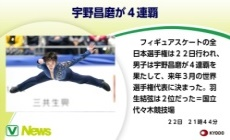 宇野昌磨が４連覇
フィギュアスケートの全
日本選手権は２２日行われ、
男子は宇野昌磨が４連覇を
果たして、来年３月の世界
選手権代表に決まった。羽
生結弦は２位だった＝国立
代々木競技場
２２日　２１時４４分
三共生興
V News
KYODO